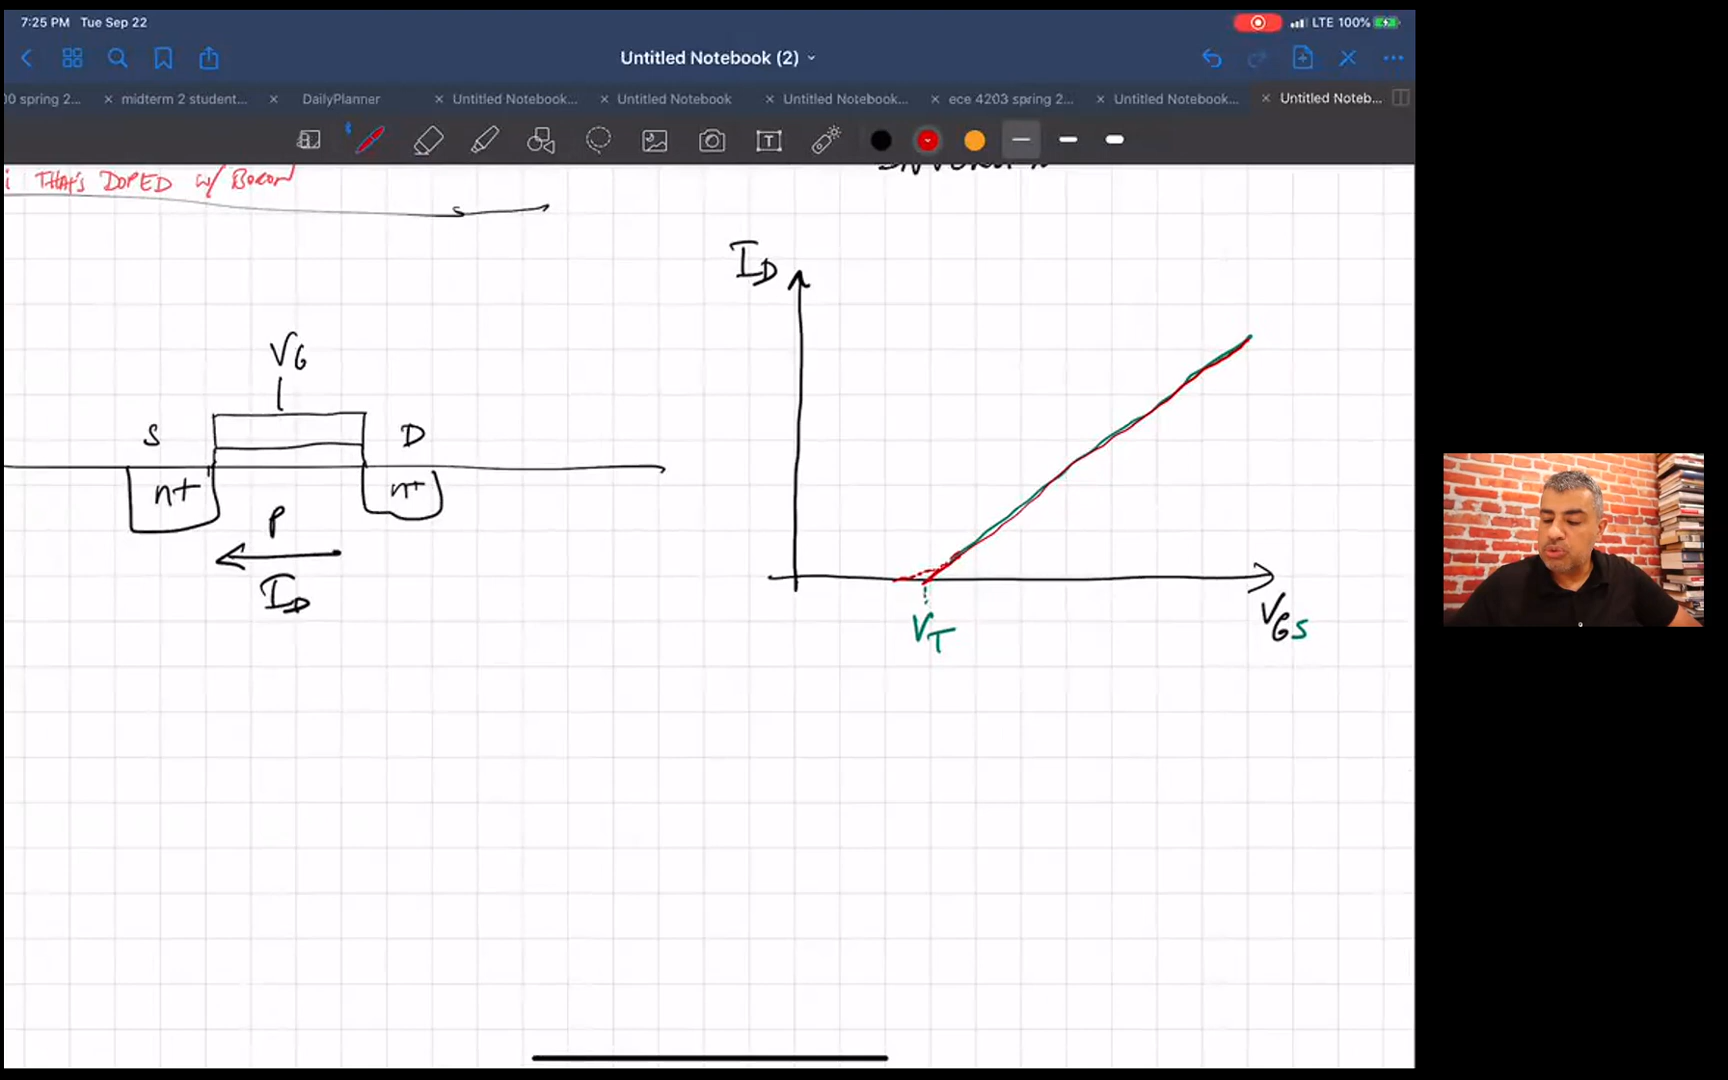 7:25 PM Tue Sep 22
LTE 100%
Untitled Notebook (2)
00 spring 2...
midterm 2 student...
DailyPlanner
Untitled Notebook...
Untitled Notebook
Untitled Notebook...
ece 4203 spring 2...
Untitled Notebook...
Untitled Noteb...
T
i THAT'S DOPED w/ BORON
ID
VG
S
D
n+
n+
P
ID
VT
VGS